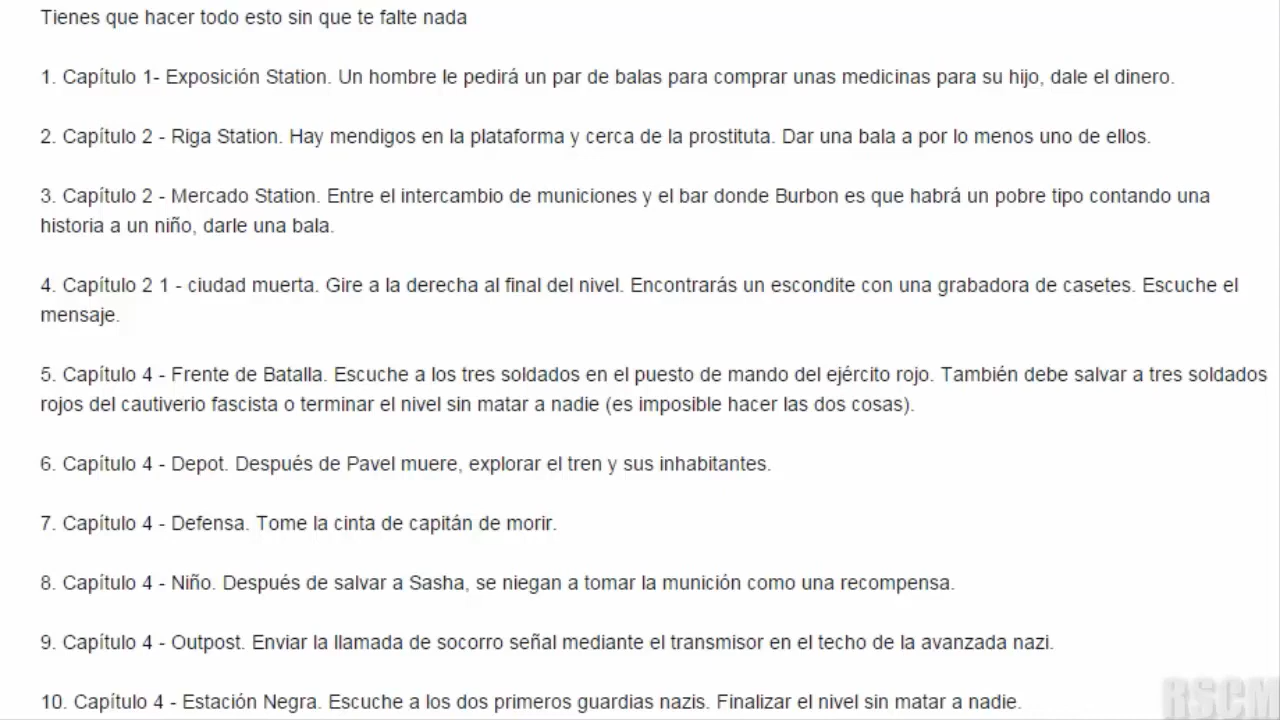 Tienes que hacer todo esto sin que te falte nada
1. Capítulo 1- Exposición Station. Un hombre le pedirá un par de balas para comprar unas medicinas para su hijo, dale el dinero.
2. Capítulo 2 - Riga Station. Hay mendigos en la plataforma y cerca de la prostituta. Dar una bala a por lo menos uno de ellos.
3. Capítulo 2 - Mercado Station. Entre el intercambio de municiones y el bar donde Burbon es que habrá un pobre tipo contando una
historia a un niño, darle una bala.
4. Capítulo 2 1 - ciudad muerta. Gire a la derecha al final del nivel. Encontrarás un escondite con una grabadora de casetes. Escuche el
mensaje.
5. Capítulo 4 - Frente de Batalla. Escuche a los tres soldados en el puesto de mando del ejército rojo. También debe salvar a tres soldados
rojos del cautiverio fascista o terminar el nivel sin matar a nadie (es imposible hacer las dos cosas).
6. Capítulo 4 - Depot. Después de Pavel muere, explorar el tren y sus inhabitantes.
7. Capítulo 4 - Defensa. Tome la cinta de capitán de morir.
8. Capítulo 4 - Niño. Después de salvar a Sasha, se niegan a tomar la munición como una recompensa.
9. Capítulo 4 - Outpost. Enviar la llamada de socorro señal mediante el transmisor en el techo de la avanzada nazi.
10. Capítulo 4 - Estación Negra. Escuche a los dos primeros guardias nazis. Finalizar el nivel sin matar a nadie.
RSCM